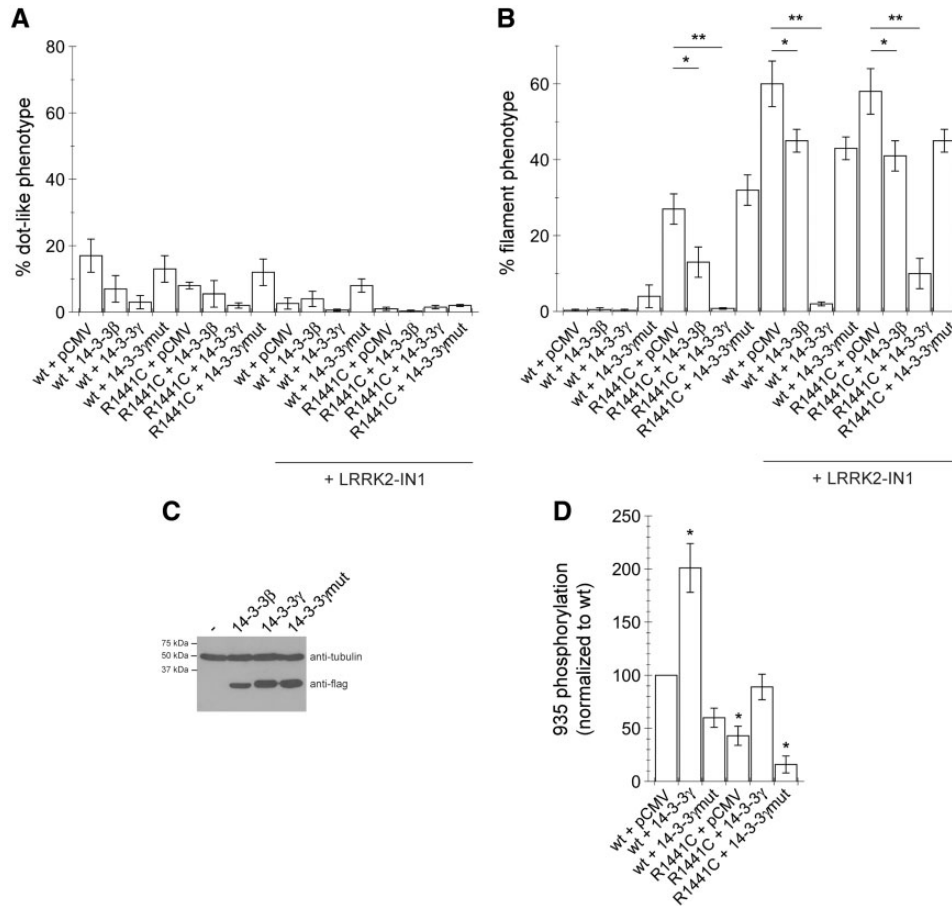 A
80
60
40
20
0
% dot-like phenotype
wt + pCMV
wt + 14-3-3β
wt + 14-3-3γ
wt + 14-3-3γmut
R1441C + pCMV
R1441C + 14-3-3β
R1441C + 14-3-3γ
R1441C + 14-3-3γmut
wt + pCMV
wt + 14-3-3β
wt + 14-3-3γ
wt + 14-3-3γmut
R1441C + pCMV
R1441C + 14-3-3β
R1441C + 14-3-3γ
R1441C + 14-3-3γmut
+ LRRK2-IN1
B
60
40
20
0
% filament phenotype
**
*
**
*
**
*
wt + pCMV
wt + 14-3-3β
wt + 14-3-3γ
wt + 14-3-3γmut
R1441C + pCMV
R1441C + 14-3-3β
R1441C + 14-3-3γ
R1441C + 14-3-3γmut
wt + pCMV
wt + 14-3-3β
wt + 14-3-3γ
wt + 14-3-3γmut
R1441C + pCMV
R1441C + 14-3-3β
R1441C + 14-3-3γ
R1441C + 14-3-3γmut
+ LRRK2-IN1
C
-
14-3-3β
14-3-3γ
14-3-3γmut
75 kDa
50 kDa
37 kDa
anti-tubulin
anti-flag
D
250
200
150
100
50
0
935 phosphorylation
(normalized to wt)
*
*
*
wt + pCMV
wt + 14-3-3γ
wt + 14-3-3γmut
R1441C + pCMV
R1441C + 14-3-3γ
R1441C + 14-3-3γmut